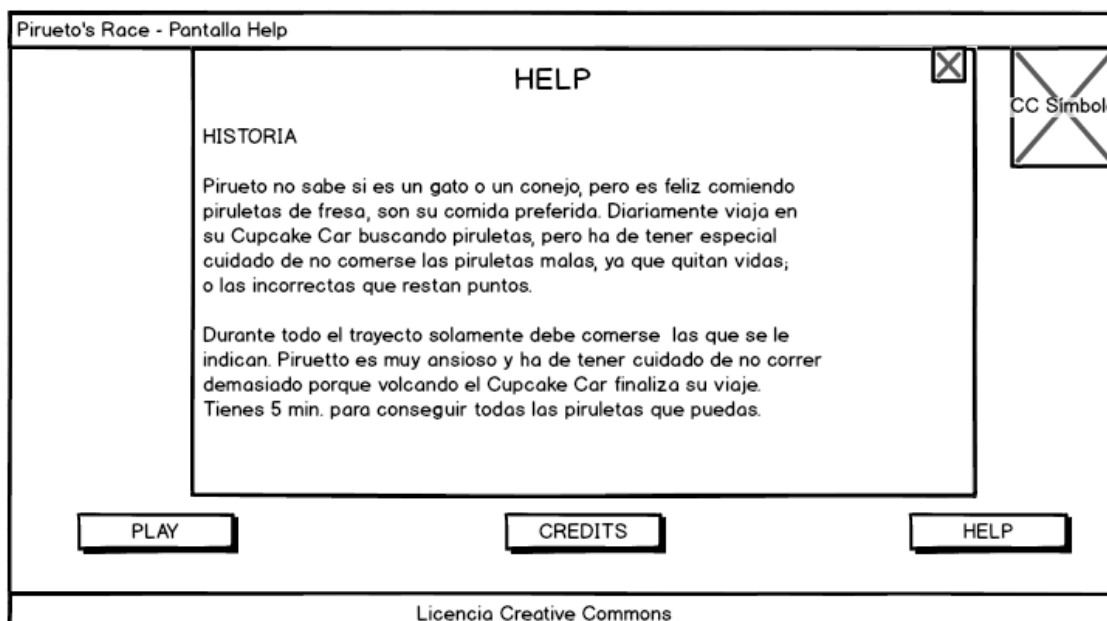 Pirueto's Race - Pantalla Help
HELP
CC Símbolo
HISTORIA
Pirueto no sabe si es un gato o un conejo, pero es feliz comiendo
piruletas de fresa, son su comida preferida. Diariamente viaja en
su Cupcake Car buscando piruletas, pero ha de tener especial
cuidado de no comerse las piruletas malas, ya que quitan vidas;
o las incorrectas que restan puntos.
Durante todo el trayecto solamente debe comerse las que se le
indican. Piruetto es muy ansioso y ha de tener cuidado de no correr
demasiado porque volcando el Cupcake Car finaliza su viaje.
Tienes 5 min. para conseguir todas las piruletas que puedas.
PLAY
CREDITS
HELP
Licencia Creative Commons